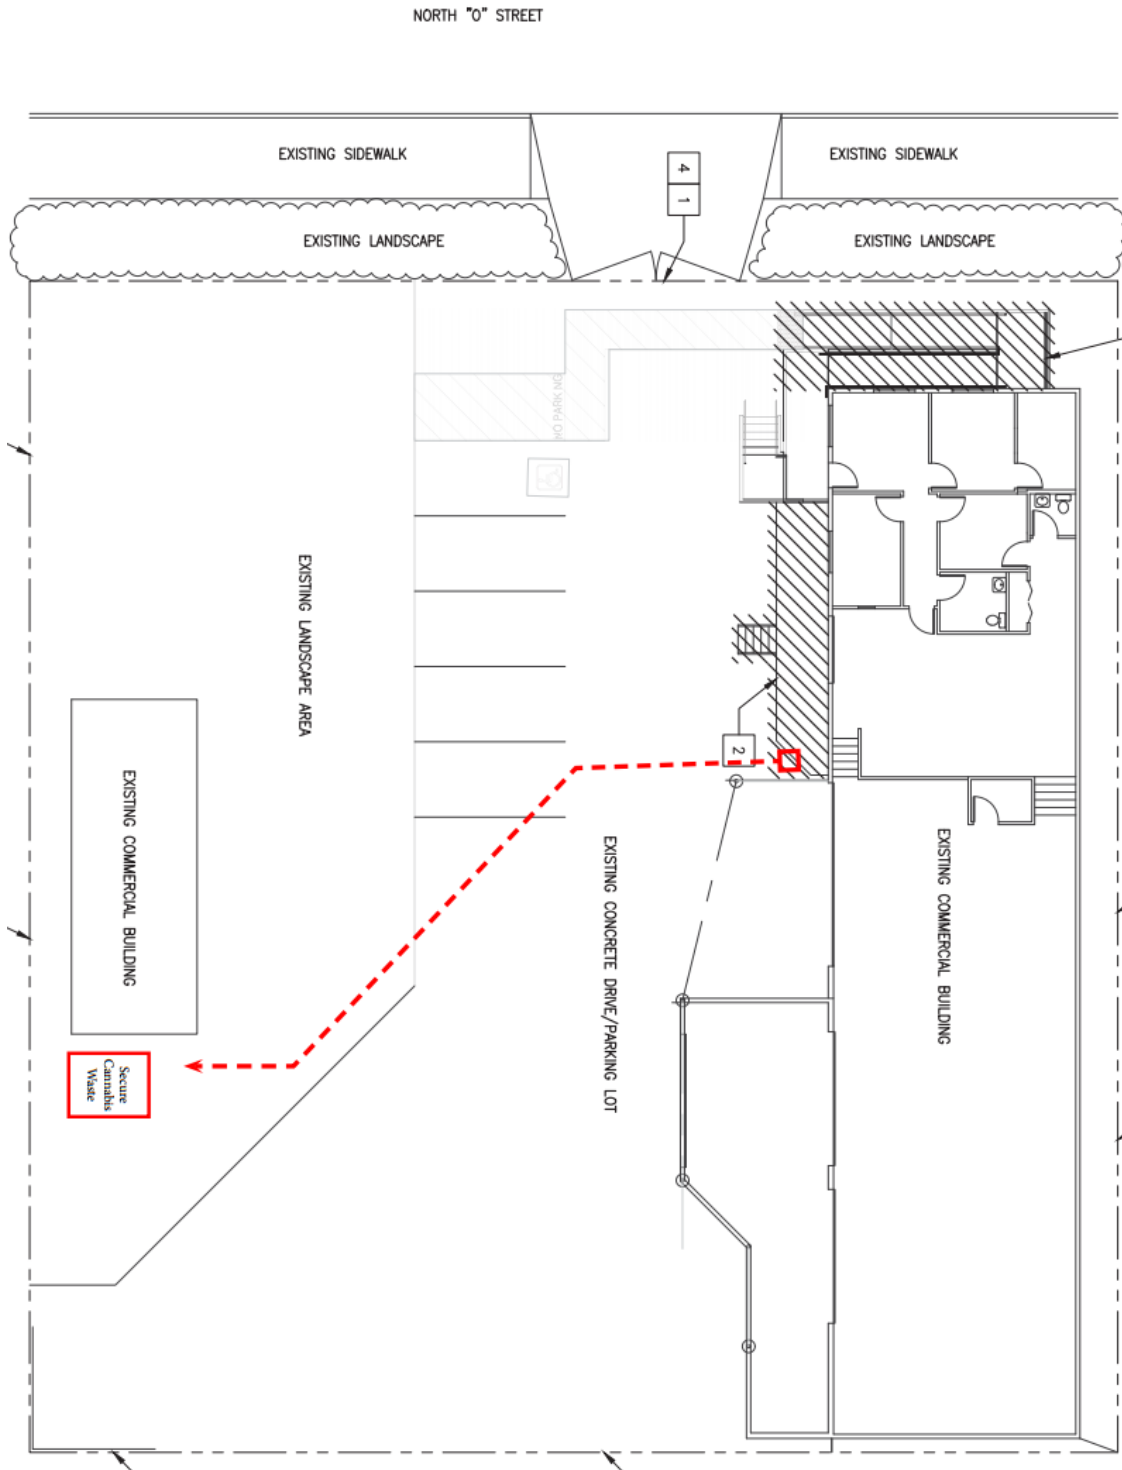 NORTH "O" STREET
EXISTING SIDEWALK
EXISTING SIDEWALK
4
1
EXISTING LANDSCAPE
EXISTING LANDSCAPE
NO PARKING
EXISTING LANDSCAPE AREA
2
EXISTING COMMERCIAL BUILDING
EXISTING CONCRETE DRIVE/PARKING LOT
EXISTING COMMERCIAL BUILDING
Secure
Cannabis
Waste